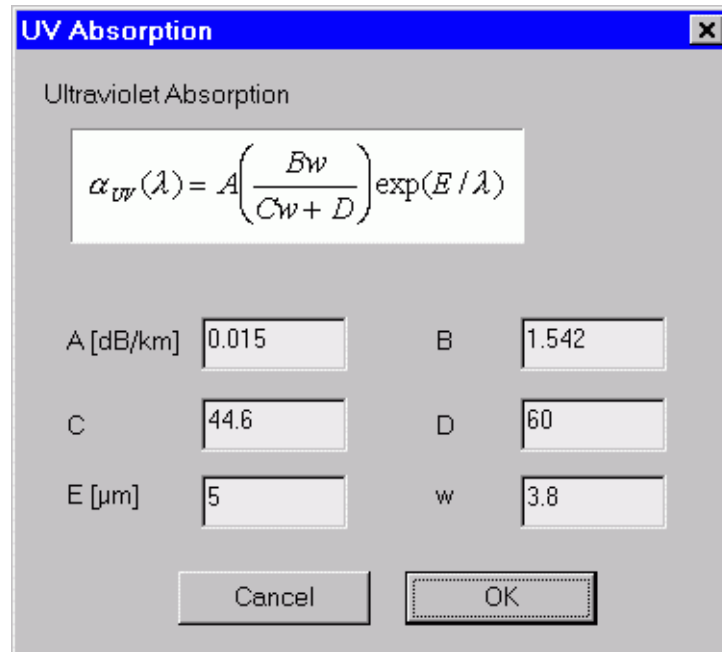 UV Absorption
Ultraviolet Absorption
α_UV(λ) = A(Bw / (Cw + D)) exp(E / λ)
A [dB/km] 0.015 B 1.542
C 44.6 D 60
E [µm] 5 w 3.8
Cancel OK